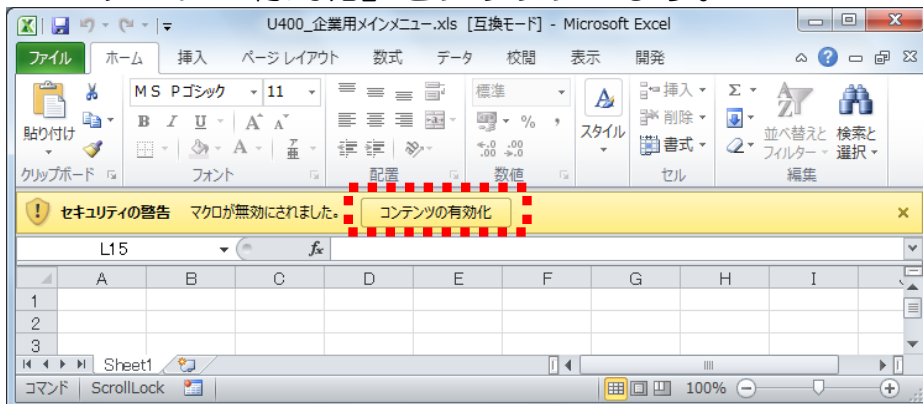 U400_企業用メインメニュー.xls [互換モード] - Microsoft Excel
ファイル ホーム 挿入 ページ レイアウト 数式 データ 校閲 表示 開発
MS Pゴシック 11 標準 挿入 Σ
貼り付け B I U A A スタイル 削除 並べ替えと 検索と
A 亜 % , .0 .00 .00 .0 書式 フィルター 選択
クリップボード フォント 配置 数値 セル 編集
セキュリティの警告 マクロが無効にされました。 コンテンツの有効化
L15 fx
A B C D E F G H I
1
2
3
Sheet1
コマンド ScrollLock 100%